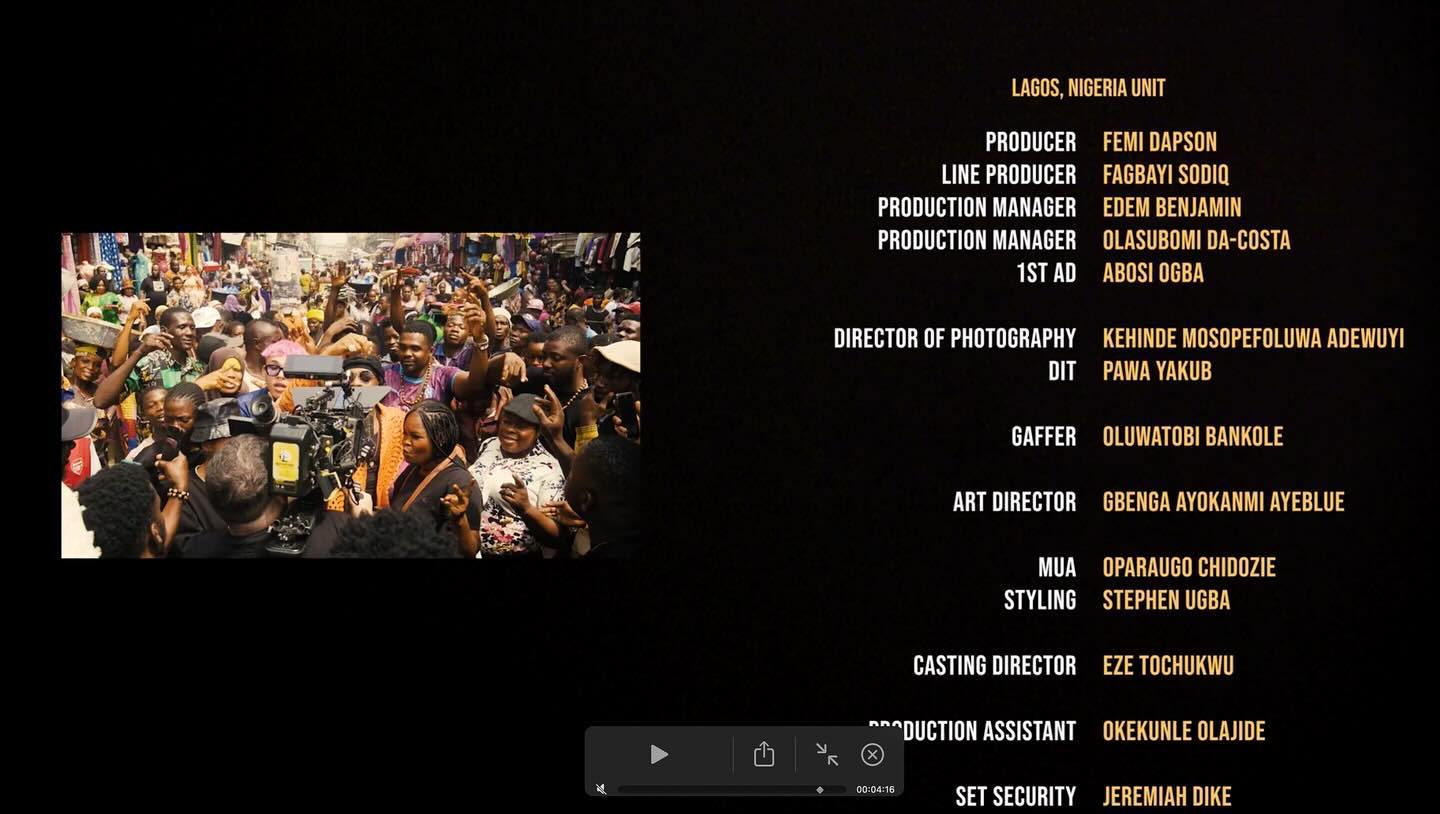 LAGOS, NIGERIA UNIT
PRODUCER FEMI DAPSON
LINE PRODUCER FAGBAYI SODIQ
PRODUCTION MANAGER EDEM BENJAMIN
PRODUCTION MANAGER OLASUBOMI DA-COSTA
1ST AD ABOSI OGBA
DIRECTOR OF PHOTOGRAPHY KEHINDE MOSOPEFOLUWA ADEWUYI
DIT PAWA YAKUB
GAFFER OLUWATOBI BANKOLE
ART DIRECTOR GBENGA AYOKANMI AYEBLUE
MUA OPARAUGO CHIDOZIE
STYLING STEPHEN UGBA
CASTING DIRECTOR EZE TOCHUKWU
PRODUCTION ASSISTANT OKEKUNLE OLAJIDE
00:04:16
SET SECURITY JEREMIAH DIKE